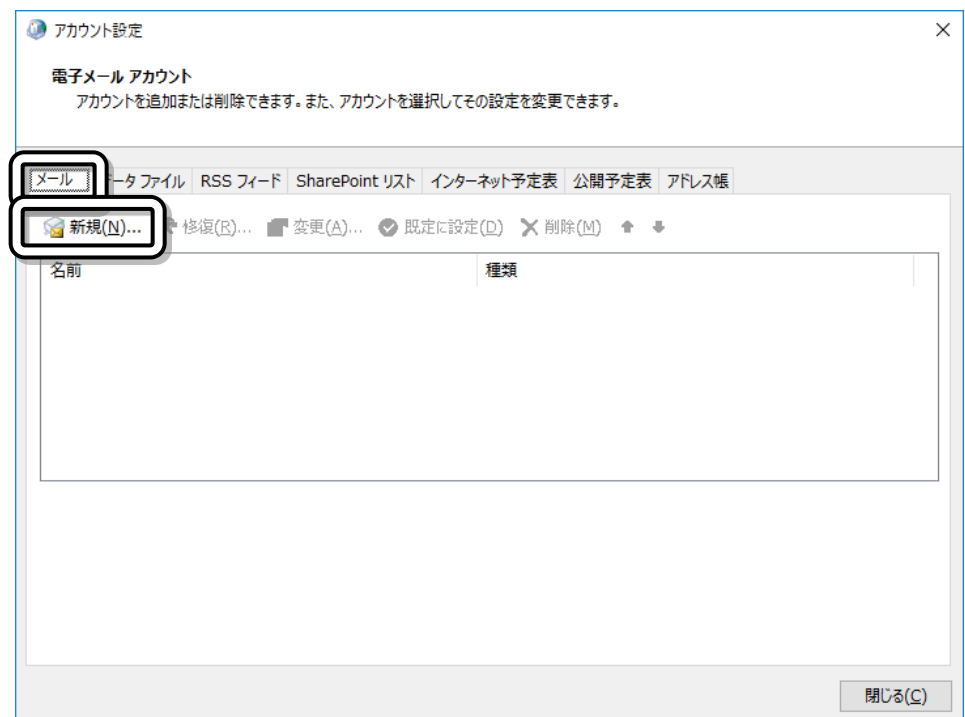 アカウント設定
電子メール アカウント
アカウントを追加または削除できます。また、アカウントを選択してその設定を変更できます。
メール ータ ファイル RSS フィード SharePoint リスト インターネット予定表 公開予定表 アドレス帳
新規(N)... 修復(R)... 変更(A)... 既定に設定(D) 削除(M)
名前 種類
閉じる(C)